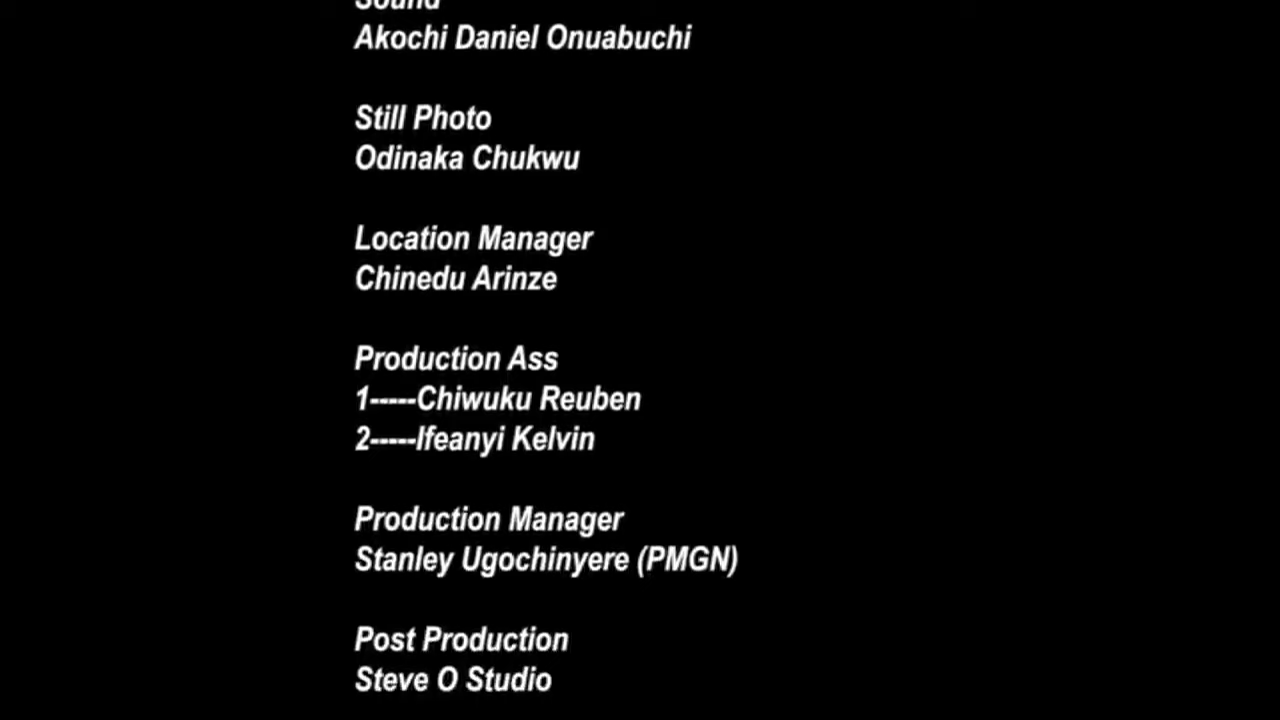 Sound
Akochi Daniel Onuabuchi
Still Photo
Odinaka Chukwu
Location Manager
Chinedu Arinze
Production Ass
1-----Chiwuku Reuben
2-----Ifeanyi Kelvin
Production Manager
Stanley Ugochinyere (PMGN)
Post Production
Steve O Studio